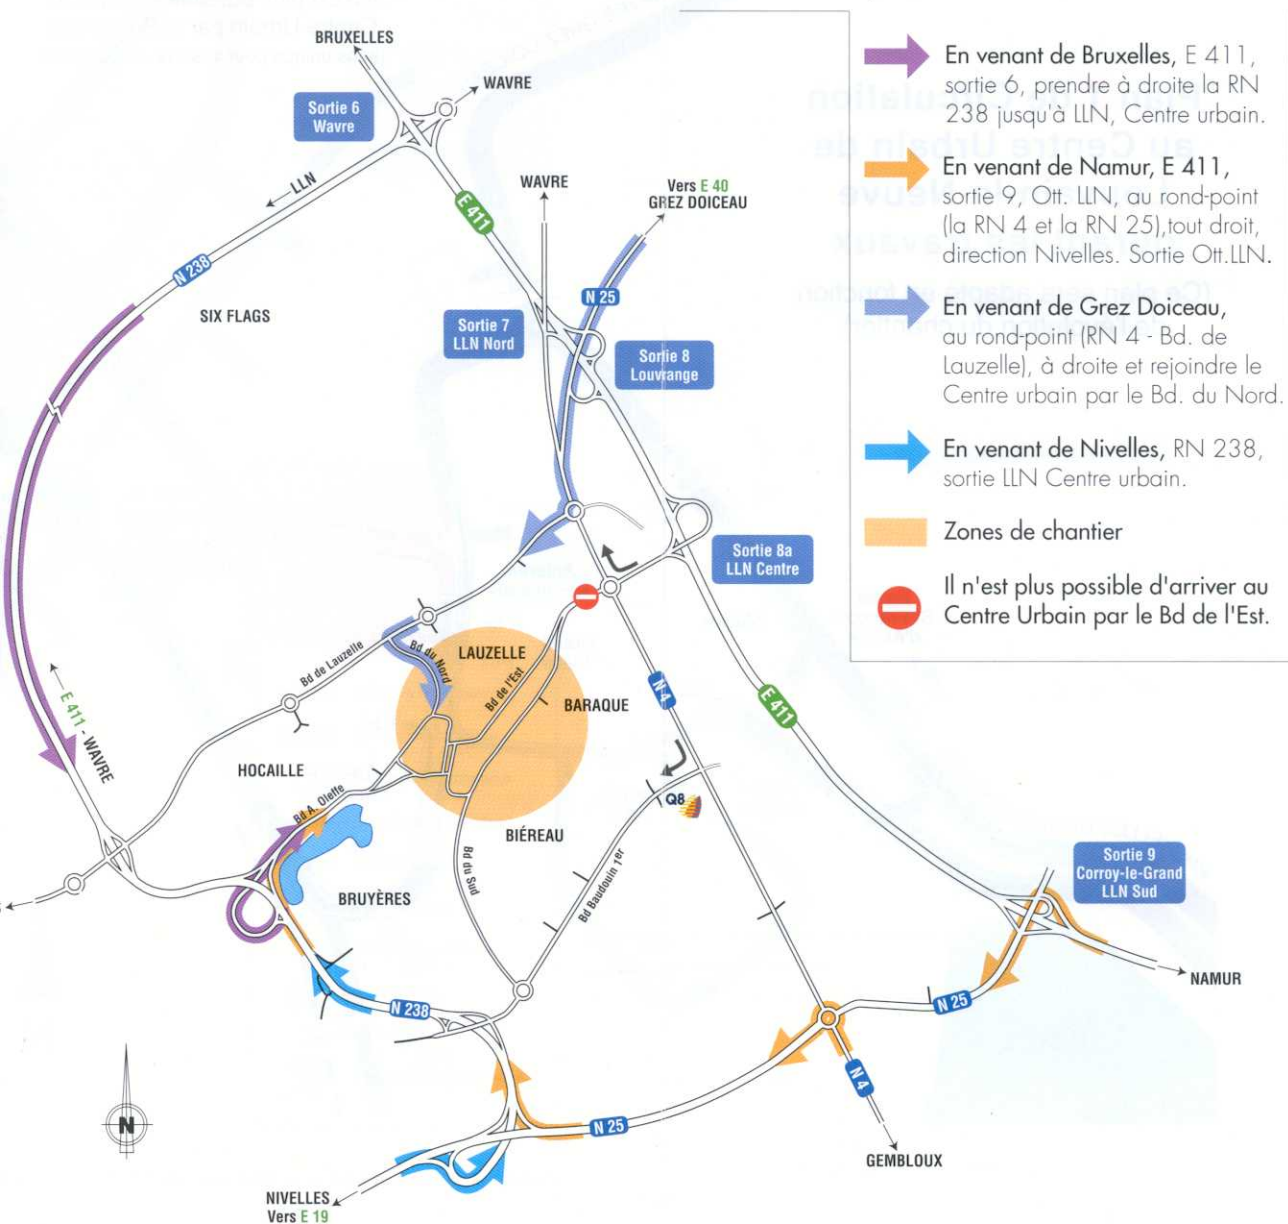 BRUXELLES
WAVRE
Sortie 6
Wavre
LLN
WAVRE
Vers E 40
GREZ DOICEAU
E 411
N 238
N 25
SIX FLAGS
Sortie 7
LLN Nord
Sortie 8
Louvrange
Sortie 8a
LLN Centre
Bd de Lauzelle
Bd du Nord
LAUZELLE
Bd de l'Est
BARAQUE
N 4
E 411
E 411 - WAVRE
HOCAILLE
Bd A. Oleffe
Q8
BIÉREAU
Bd du Sud
Bd Baudouin 1er
BRUYÈRES
Sortie 9
Corroy-le-Grand
LLN Sud
NAMUR
N 25
N 238
N 4
N 25
GEMBLOUX
N
NIVELLES
Vers E 19
En venant de Bruxelles, E 411,
sortie 6, prendre à droite la RN
238 jusqu'à LLN, Centre urbain.
En venant de Namur, E 411,
sortie 9, Ott. LLN, au rond-point
(la RN 4 et la RN 25),tout droit,
direction Nivelles. Sortie Ott.LLN.
En venant de Grez Doiceau,
au rond-point (RN 4 - Bd. de
Lauzelle), à droite et rejoindre le
Centre urbain par le Bd. du Nord.
En venant de Nivelles, RN 238,
sortie LLN Centre urbain.
Zones de chantier
Il n'est plus possible d'arriver au
Centre Urbain par le Bd de l'Est.